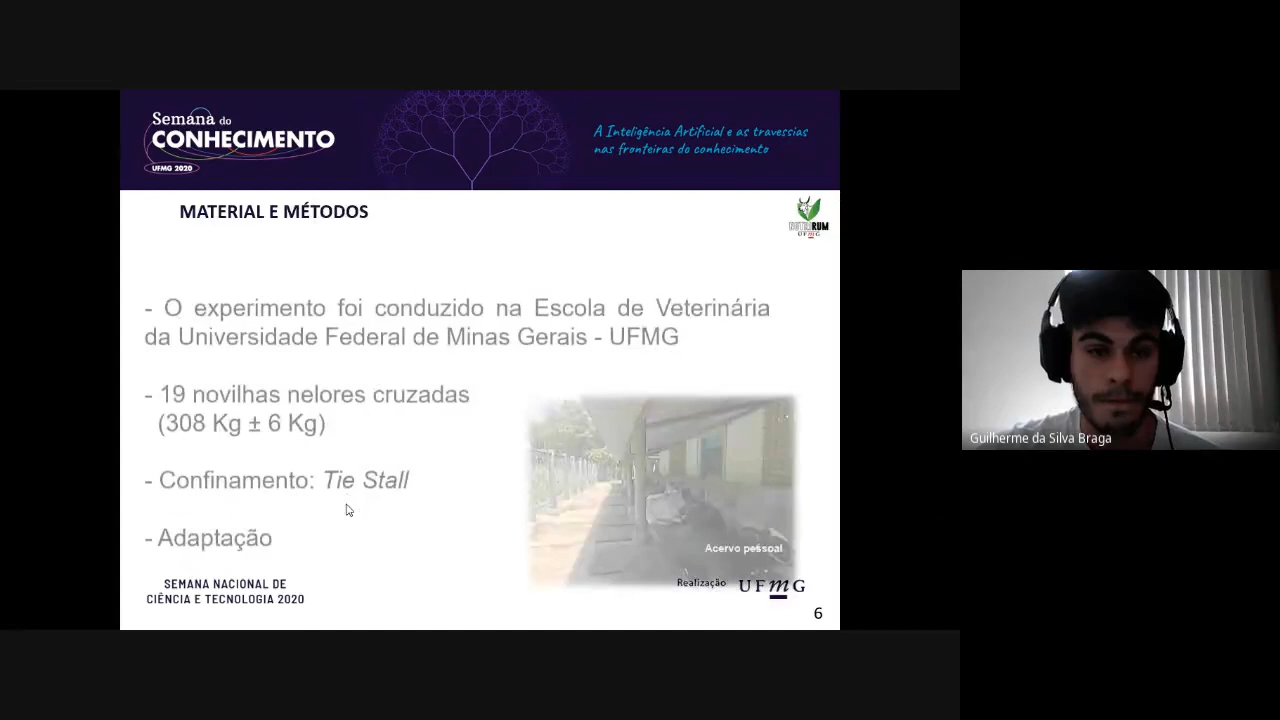 Semana do
CONHECIMENTO
UFMG 2020
A Inteligência Artificial e as travessias
nas fronteiras do conhecimento
MATERIAL E MÉTODOS
NUTRIRUM
UFmG
- O experimento foi conduzido na Escola de Veterinária
da Universidade Federal de Minas Gerais - UFMG
- 19 novilhas nelores cruzadas
(308 Kg ± 6 Kg)
- Confinamento: Tie Stall
- Adaptação
Acervo pessoal
SEMANA NACIONAL DE
CIÊNCIA E TECNOLOGIA 2020
Realização
UFmG
6
Guilherme da Silva Braga